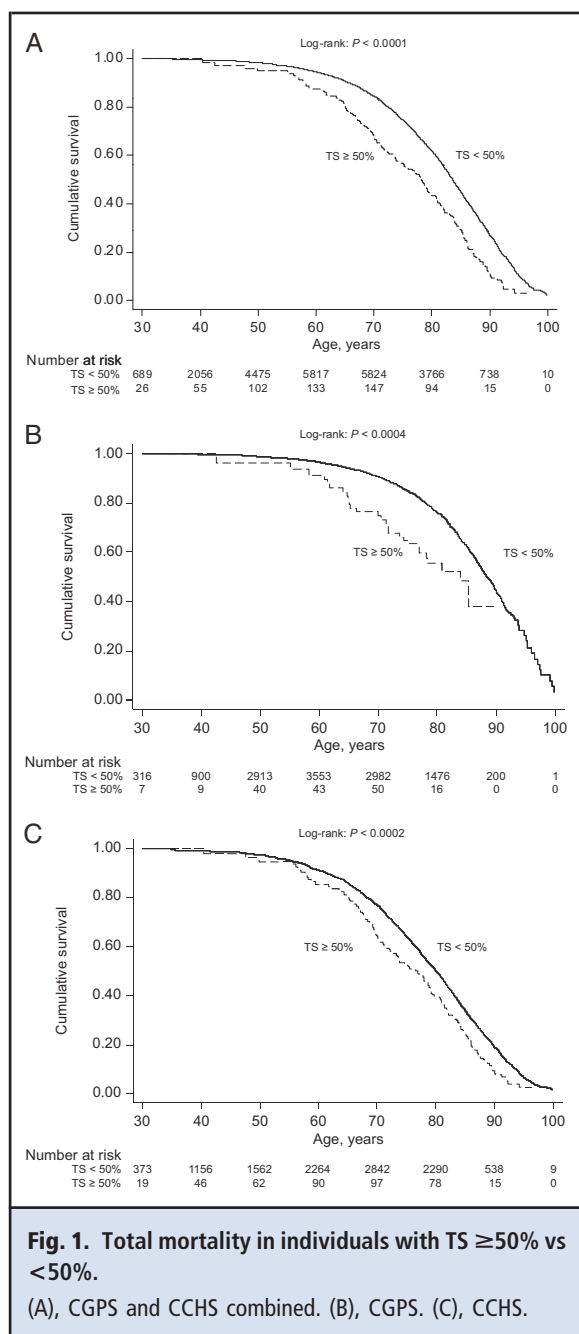 A
Log-rank: P < 0.0001
1.00
0.80
0.60
0.40
0.20
0.00
Cumulative survival
TS ≥ 50%
TS < 50%
30 40 50 60 70 80 90 100
Age, years
Number at risk
TS < 50% 689 2056 4475 5817 5824 3766 738 10
TS ≥ 50% 26 55 102 133 147 94 15 0
B
Log-rank: P < 0.0004
1.00
0.80
0.60
0.40
0.20
0.00
Cumulative survival
TS ≥ 50%
TS < 50%
30 40 50 60 70 80 90 100
Age, years
Number at risk
TS < 50% 316 900 2913 3553 2982 1476 200 1
TS ≥ 50% 7 9 40 43 50 16 0 0
C
Log-rank: P < 0.0002
1.00
0.80
0.60
0.40
0.20
0.00
Cumulative survival
TS ≥ 50%
TS < 50%
30 40 50 60 70 80 90 100
Age, years
Number at risk
TS < 50% 373 1156 1562 2264 2842 2290 538 9
TS ≥ 50% 19 46 62 90 97 78 15 0
Fig. 1. Total mortality in individuals with TS ≥50% vs
<50%.
(A), CGPS and CCHS combined. (B), CGPS. (C), CCHS.